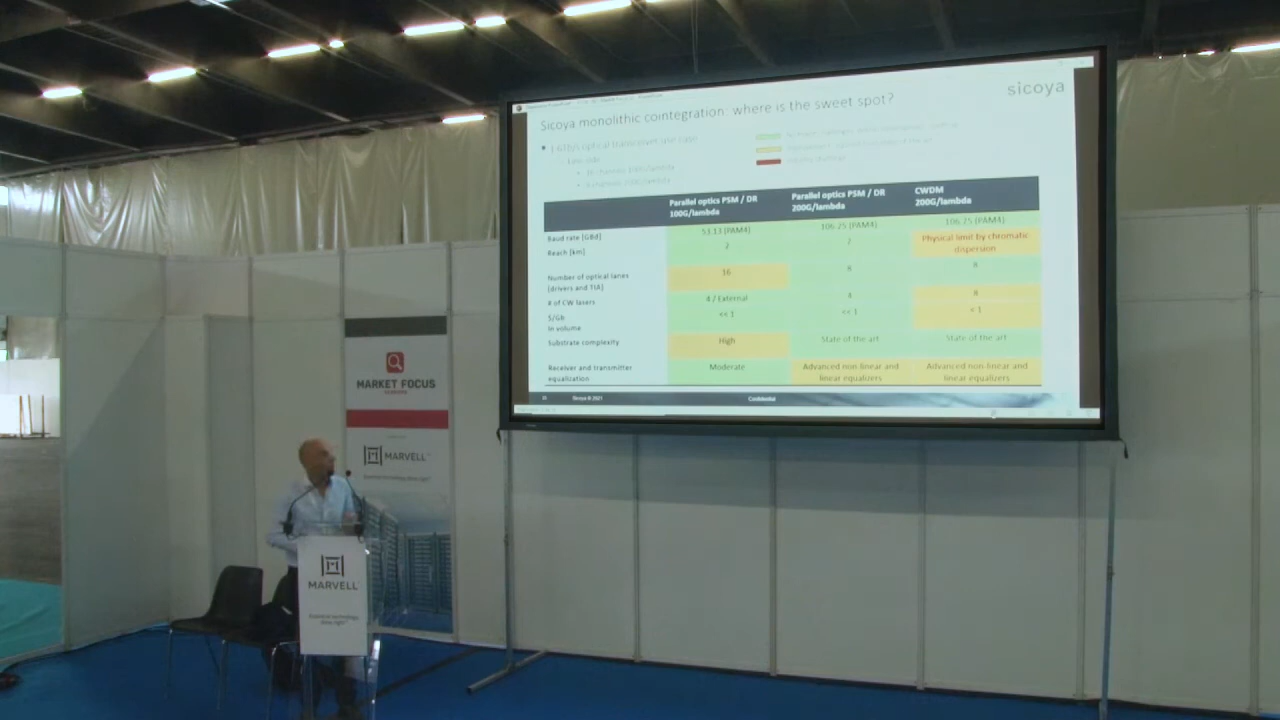 sicoya
Sicoya monolithic cointegration: where is the sweet spot?
Parallel optics PSM / DR
100G/lambda
Parallel optics PSM / DR
200G/lambda
CWDM
200G/lambda
Baud rate [GBd]
53.13 (PAM4)
106.25 (PAM4)
106.25 (PAM4)
Reach [km]
2
2
Physical limit by chromatic
dispersion
Number of optical lanes
(drivers and TIA)
16
8
8
# of CW lasers
4 / External
4
8
$/Gb
In volume
<< 1
<< 1
< 1
Substrate complexity
High
State of the art
State of the art
Receiver and transmitter
equalization
Moderate
Advanced non-linear and
linear equalizers
Advanced non-linear and
linear equalizers
Sicoya © 2021
Confidential
MARKET FOCUS
MARVELL
MARVELL